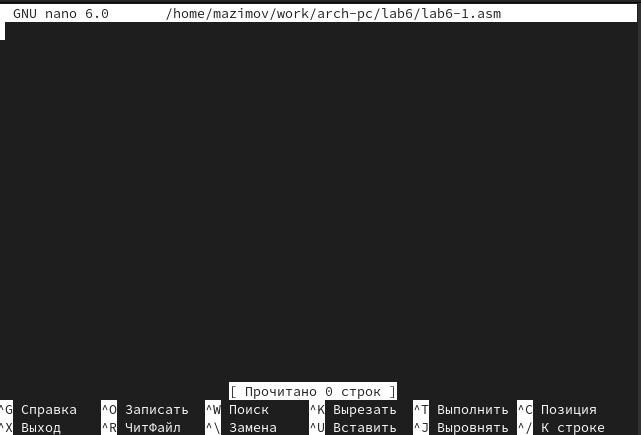 GNU nano 6.0 /home/mazimov/work/arch-pc/lab6/lab6-1.asm
[ Прочитано 0 строк ]
^G Справка ^O Записать ^W Поиск ^K Вырезать ^T Выполнить ^C Позиция
^X Выход ^R ЧитФайл ^\ Замена ^U Вставить ^J Выровнять ^/ К строке